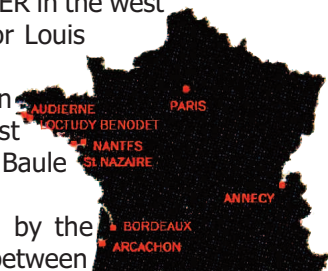 ER in the west
or Louis
n
AUDIERNE
PARIS
LOCTUDY BENODET
st
NANTES
Baule
St NAZAIRE
ANNECY
by the
BORDEAUX
ARCACHON
between